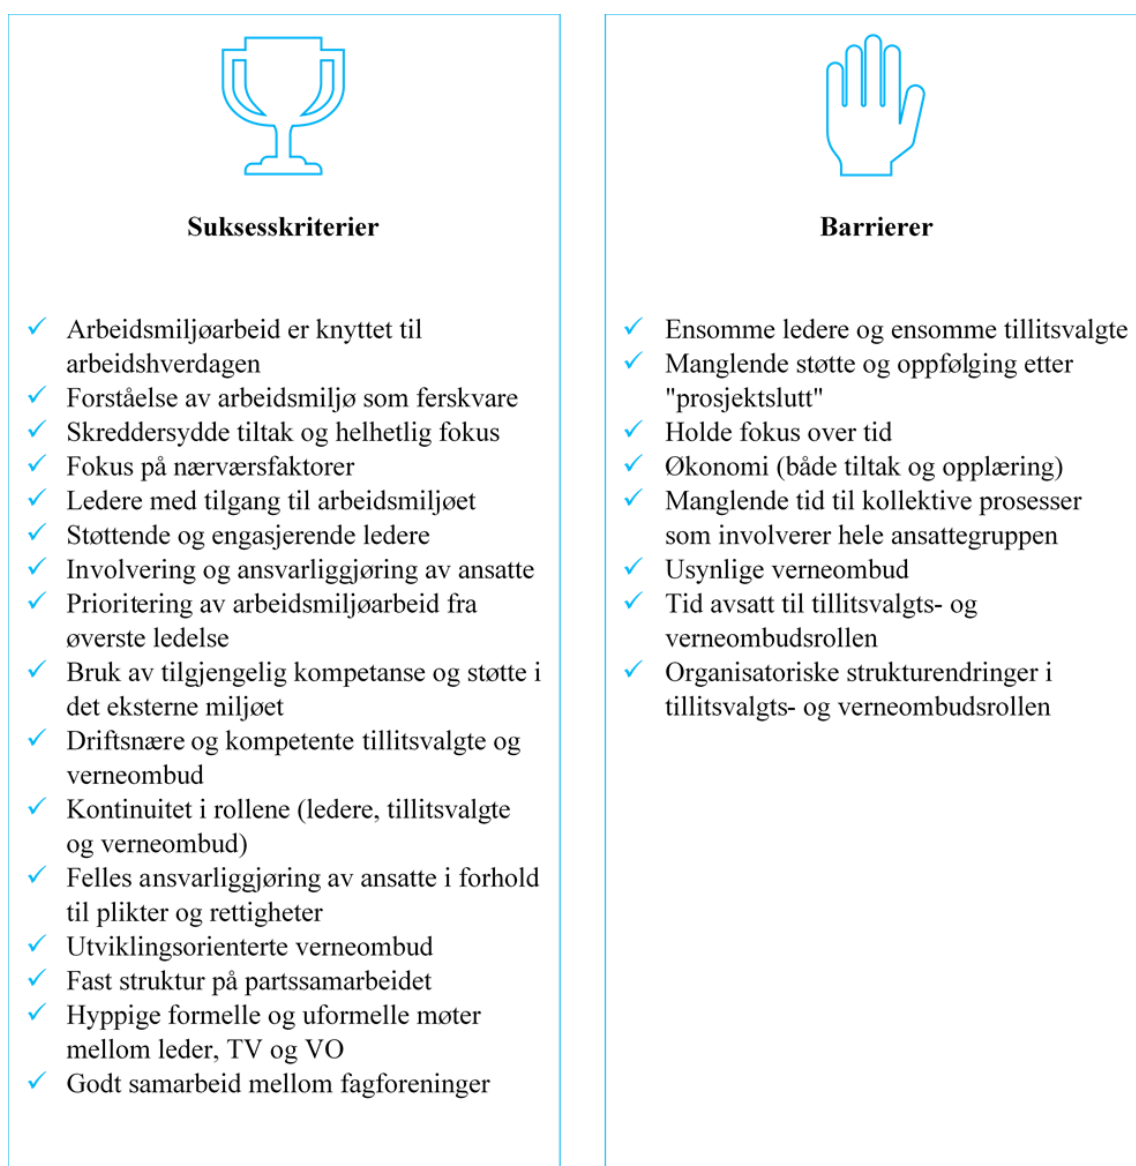 Suksesskriterier
Arbeidsmiljøarbeid er knyttet til
arbeidshverdagen
Forståelse av arbeidsmiljø som ferskvare
Skreddersydde tiltak og helhetlig fokus
Fokus på nærværsfaktorer
Ledere med tilgang til arbeidsmiljøet
Støttende og engasjerende ledere
Involvering og ansvarliggjøring av ansatte
Prioritering av arbeidsmiljøarbeid fra
øverste ledelse
Bruk av tilgjengelig kompetanse og støtte i
det eksterne miljøet
Driftsnære og kompetente tillitsvalgte og
verneombud
Kontinuitet i rollene (ledere, tillitsvalgte
og verneombud)
Felles ansvarliggjøring av ansatte i forhold
til plikter og rettigheter
Utviklingsorienterte verneombud
Fast struktur på partssamarbeidet
Hyppige formelle og uformelle møter
mellom leder, TV og VO
Godt samarbeid mellom fagforeninger
Barrierer
Ensomme ledere og ensomme tillitsvalgte
Manglende støtte og oppfølging etter
"prosjektslutt"
Holde fokus over tid
Økonomi (både tiltak og opplæring)
Manglende tid til kollektive prosesser
som involverer hele ansattegruppen
Usynlige verneombud
Tid avsatt til tillitsvalgts- og
verneombudsrollen
Organisatoriske strukturendringer i
tillitsvalgts- og verneombudsrollen